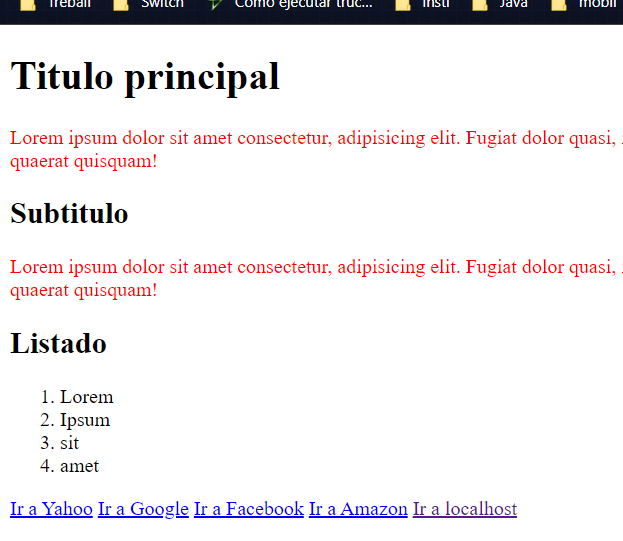 Treball Switch Como ejecutar truc... Insti Java mobil
Titulo principal
Lorem ipsum dolor sit amet consectetur, adipisicing elit. Fugiat dolor quasi,
quaerat quisquam!
Subtitulo
Lorem ipsum dolor sit amet consectetur, adipisicing elit. Fugiat dolor quasi,
quaerat quisquam!
Listado
1. Lorem
2. Ipsum
3. sit
4. amet
Ir a Yahoo Ir a Google Ir a Facebook Ir a Amazon Ir a localhost